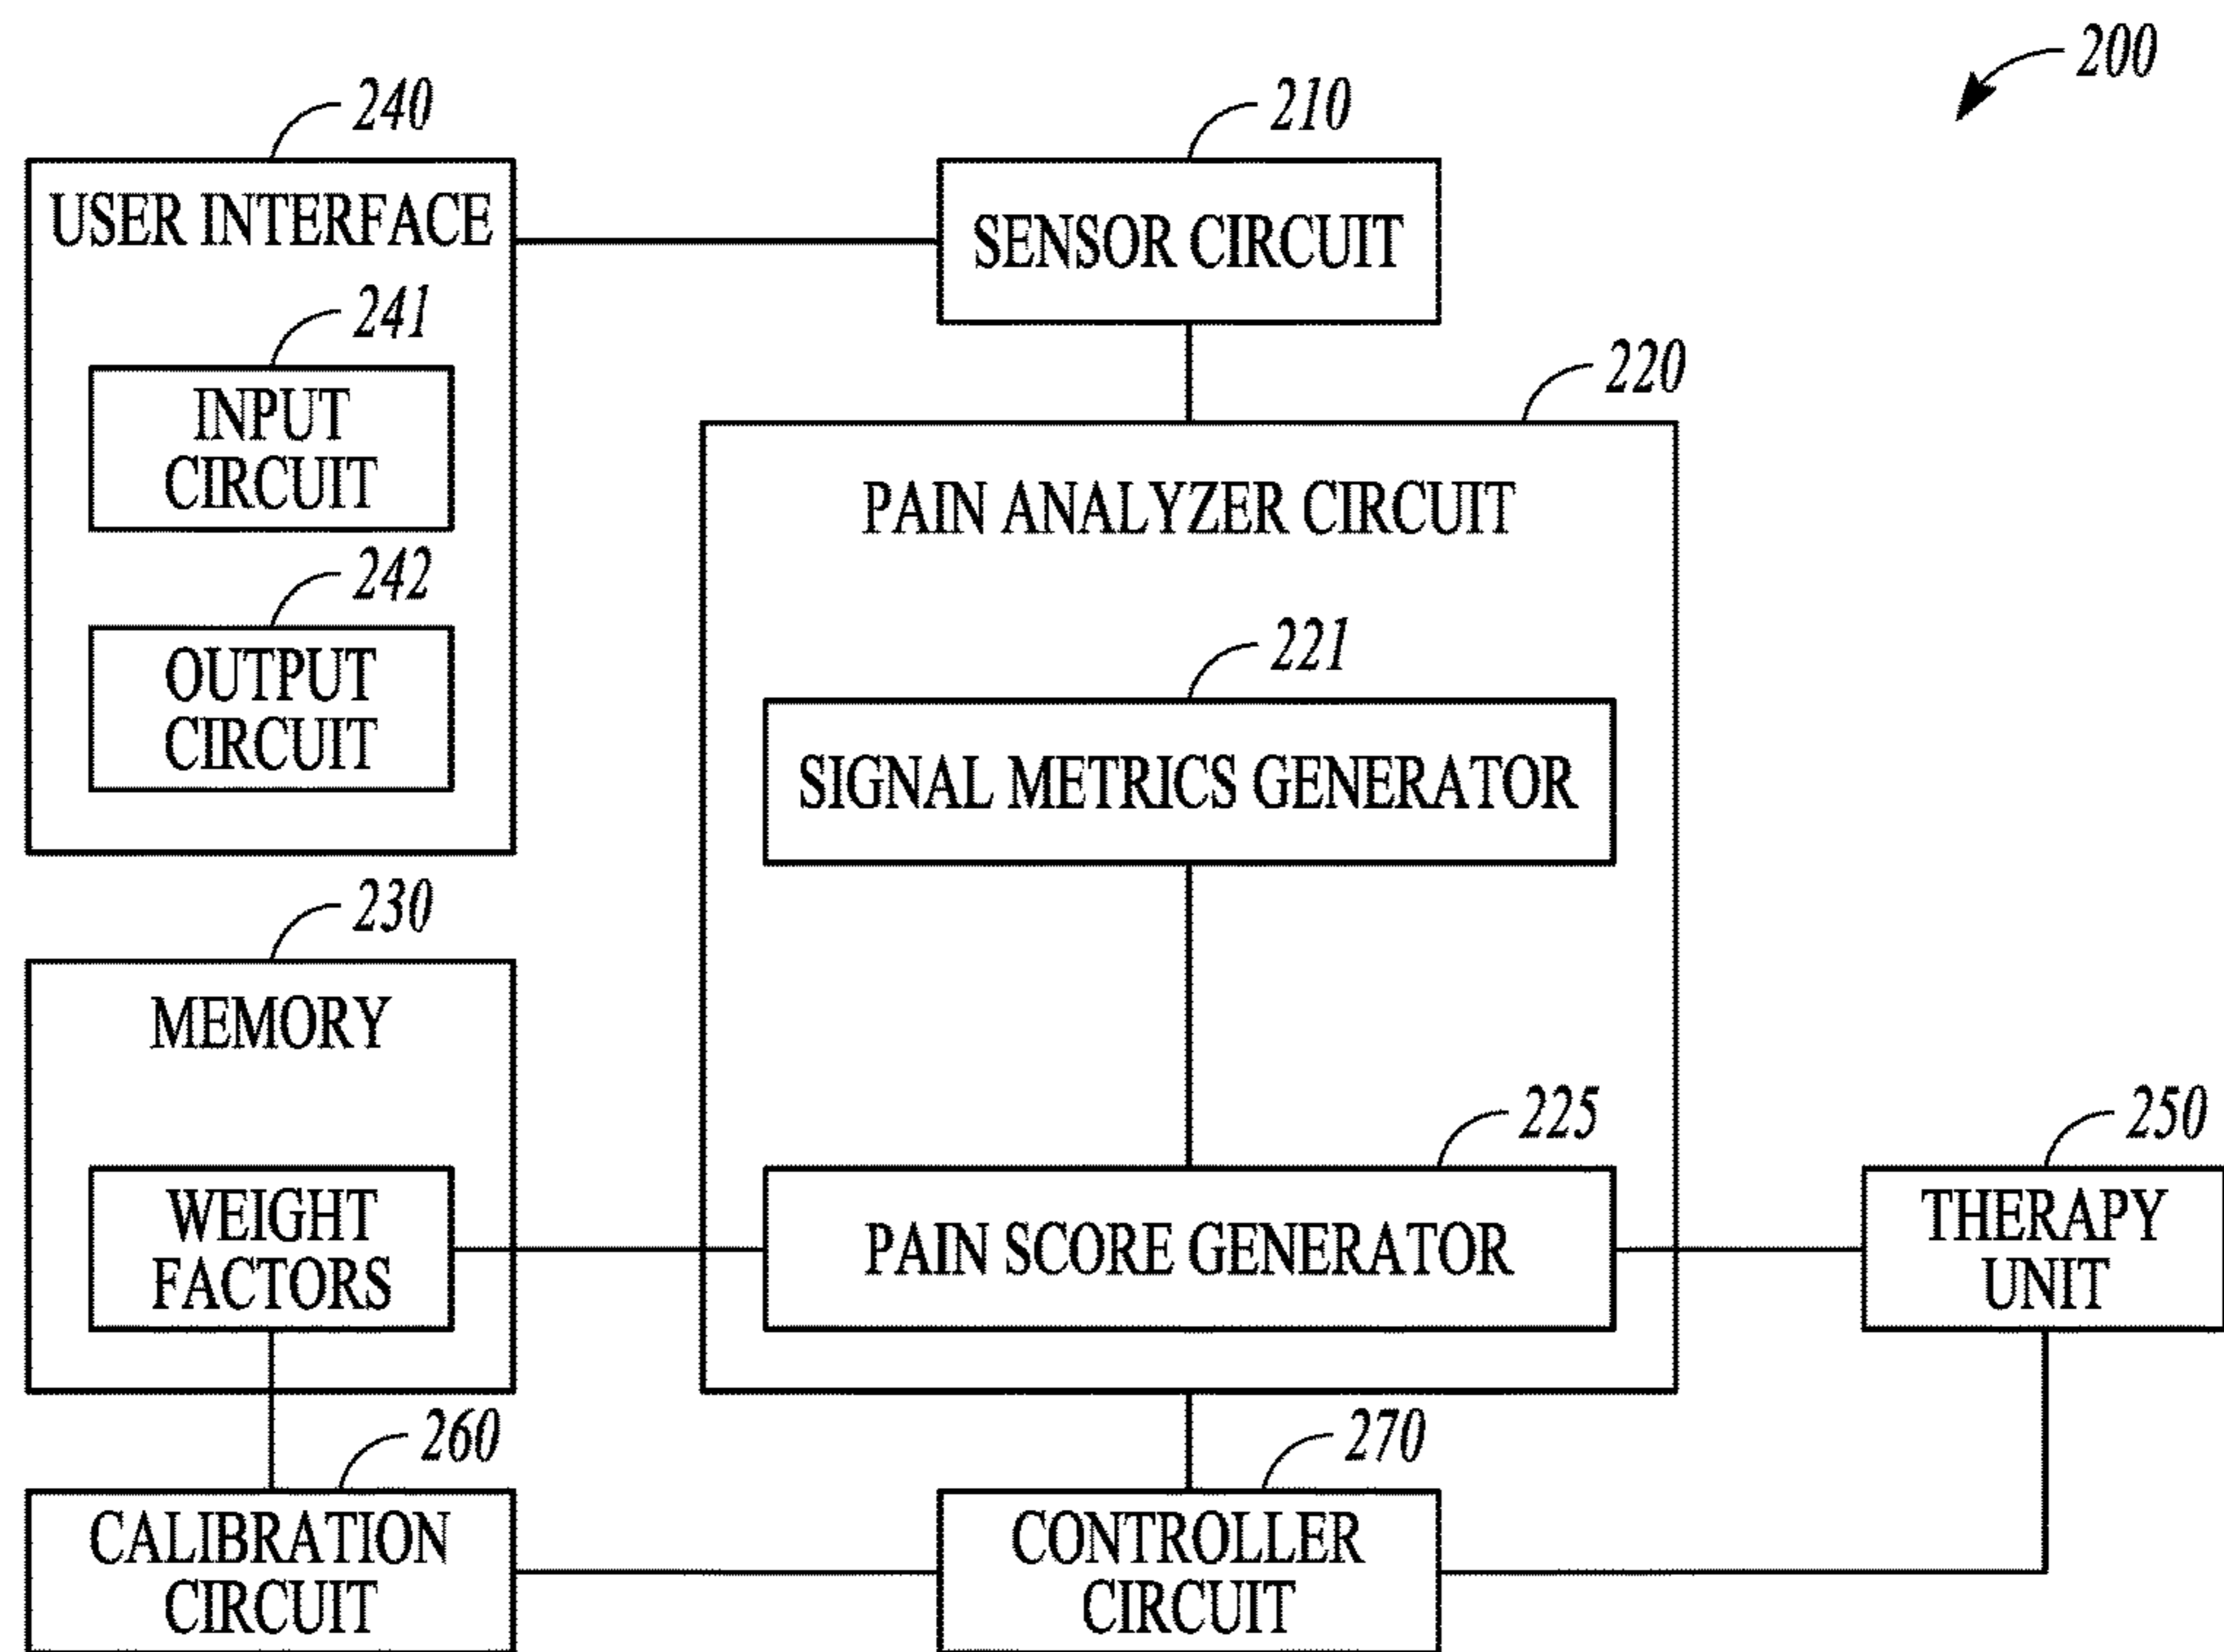 200
240
USER INTERFACE
241
INPUT
CIRCUIT
242
OUTPUT
CIRCUIT
210
SENSOR CIRCUIT
220
PAIN ANALYZER CIRCUIT
221
SIGNAL METRICS GENERATOR
225
PAIN SCORE GENERATOR
230
MEMORY
WEIGHT
FACTORS
250
THERAPY
UNIT
260
CALIBRATION
CIRCUIT
270
CONTROLLER
CIRCUIT